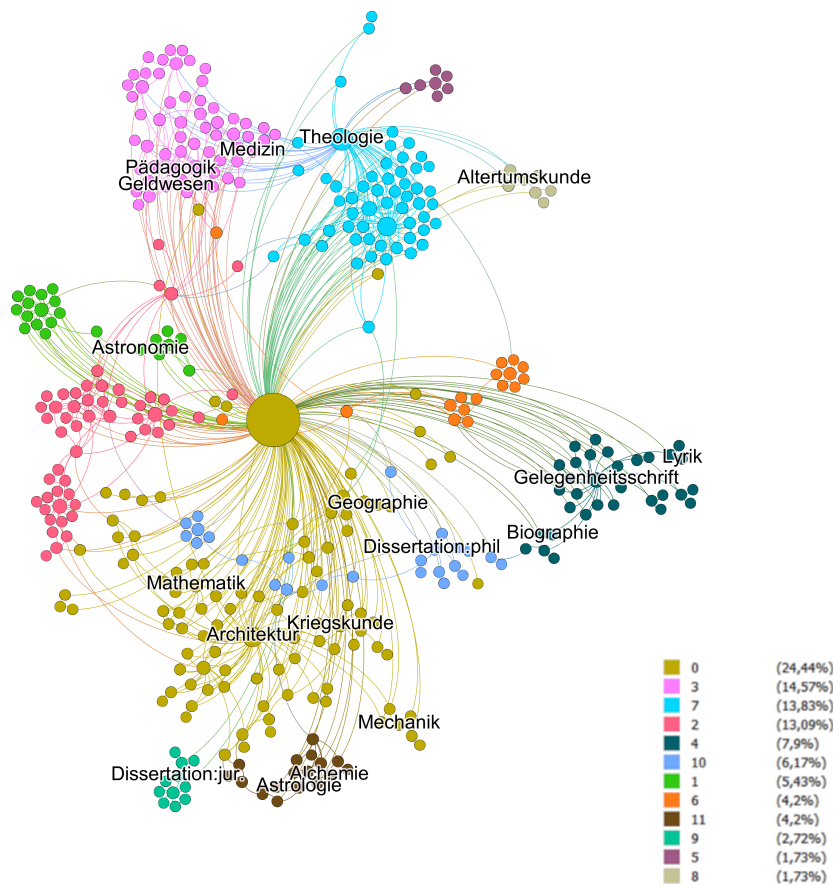 Theologie
Medizin
Pädagogik
Geldwesen
Altertumskunde
Astronomie
Lyrik
Gelegenheitsschrift
Geographie
Biographie
Dissertation:phil
Mathematik
Kriegskunde
Architektur
Mechanik
Dissertation:jur.
Alchemie
Astrologie
0 (24,44%)
3 (14,57%)
7 (13,83%)
2 (13,09%)
4 (7,9%)
10 (6,17%)
1 (5,43%)
6 (4,2%)
11 (4,2%)
9 (2,72%)
5 (1,73%)
8 (1,73%)